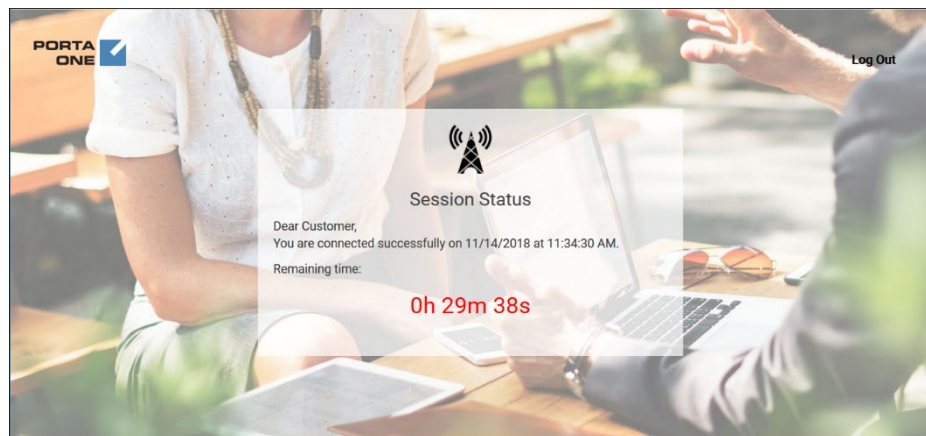 PORTA
ONE
Log Out
Session Status
Dear Customer,
You are connected successfully on 11/14/2018 at 11:34:30 AM.
Remaining time:
0h 29m 38s